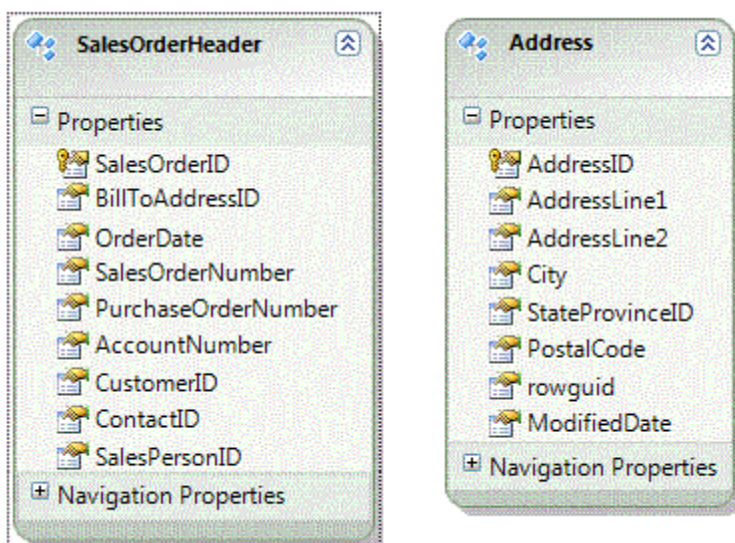 SalesOrderHeader
Properties
SalesOrderID
BillToAddressID
OrderDate
SalesOrderNumber
PurchaseOrderNumber
AccountNumber
CustomerID
ContactID
SalesPersonID
Navigation Properties
Address
Properties
AddressID
AddressLine1
AddressLine2
City
StateProvinceID
PostalCode
rowguid
ModifiedDate
Navigation Properties